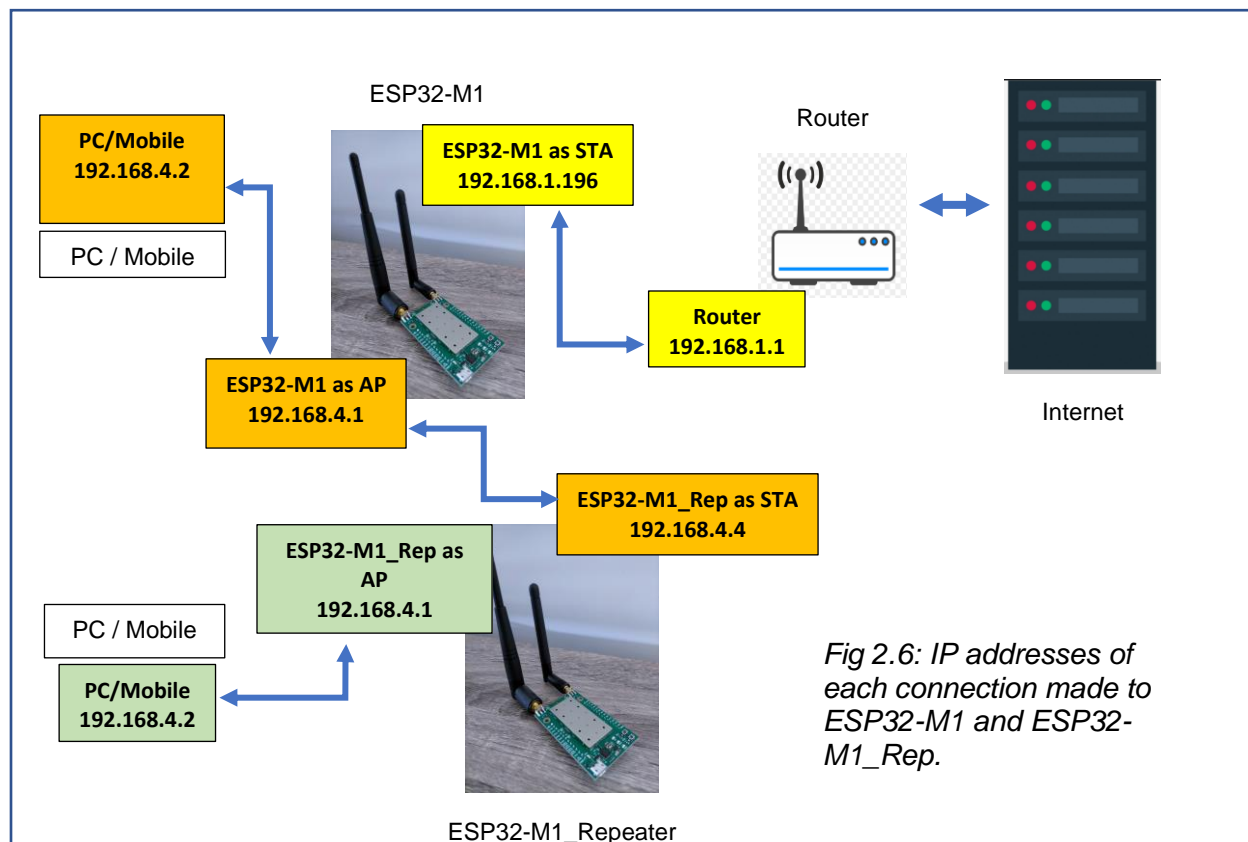 ESP32-M1
PC/Mobile
192.168.4.2
PC / Mobile
ESP32-M1 as STA
192.168.1.196
Router
Router
192.168.1.1
Internet
ESP32-M1 as AP
192.168.4.1
ESP32-M1_Rep as STA
192.168.4.4
ESP32-M1_Rep as
AP
192.168.4.1
PC / Mobile
PC/Mobile
192.168.4.2
Fig 2.6: IP addresses of
each connection made to
ESP32-M1 and ESP32-
M1_Rep.
ESP32-M1_Repeater